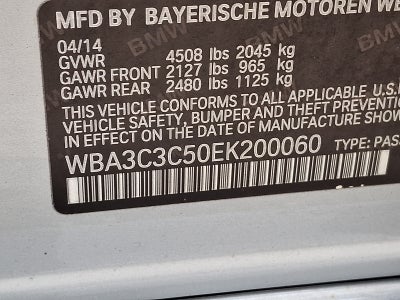 MFD BY BAYERISCHE MOTOREN WE
04/14
GVWR 4508 lbs 2045 kg
GAWR FRONT 2127 lbs 965 kg
GAWR REAR 2480 lbs 1125 kg
THIS VEHICLE CONFORMS TO ALL APPLICABLE U.S.
VEHICLE SAFETY, BUMPER AND THEFT PREVENTI
IN EFFECT ON THE DATE OF MANUFACTURE SHOW
WBA3C3C50EK200060 TYPE: PAS